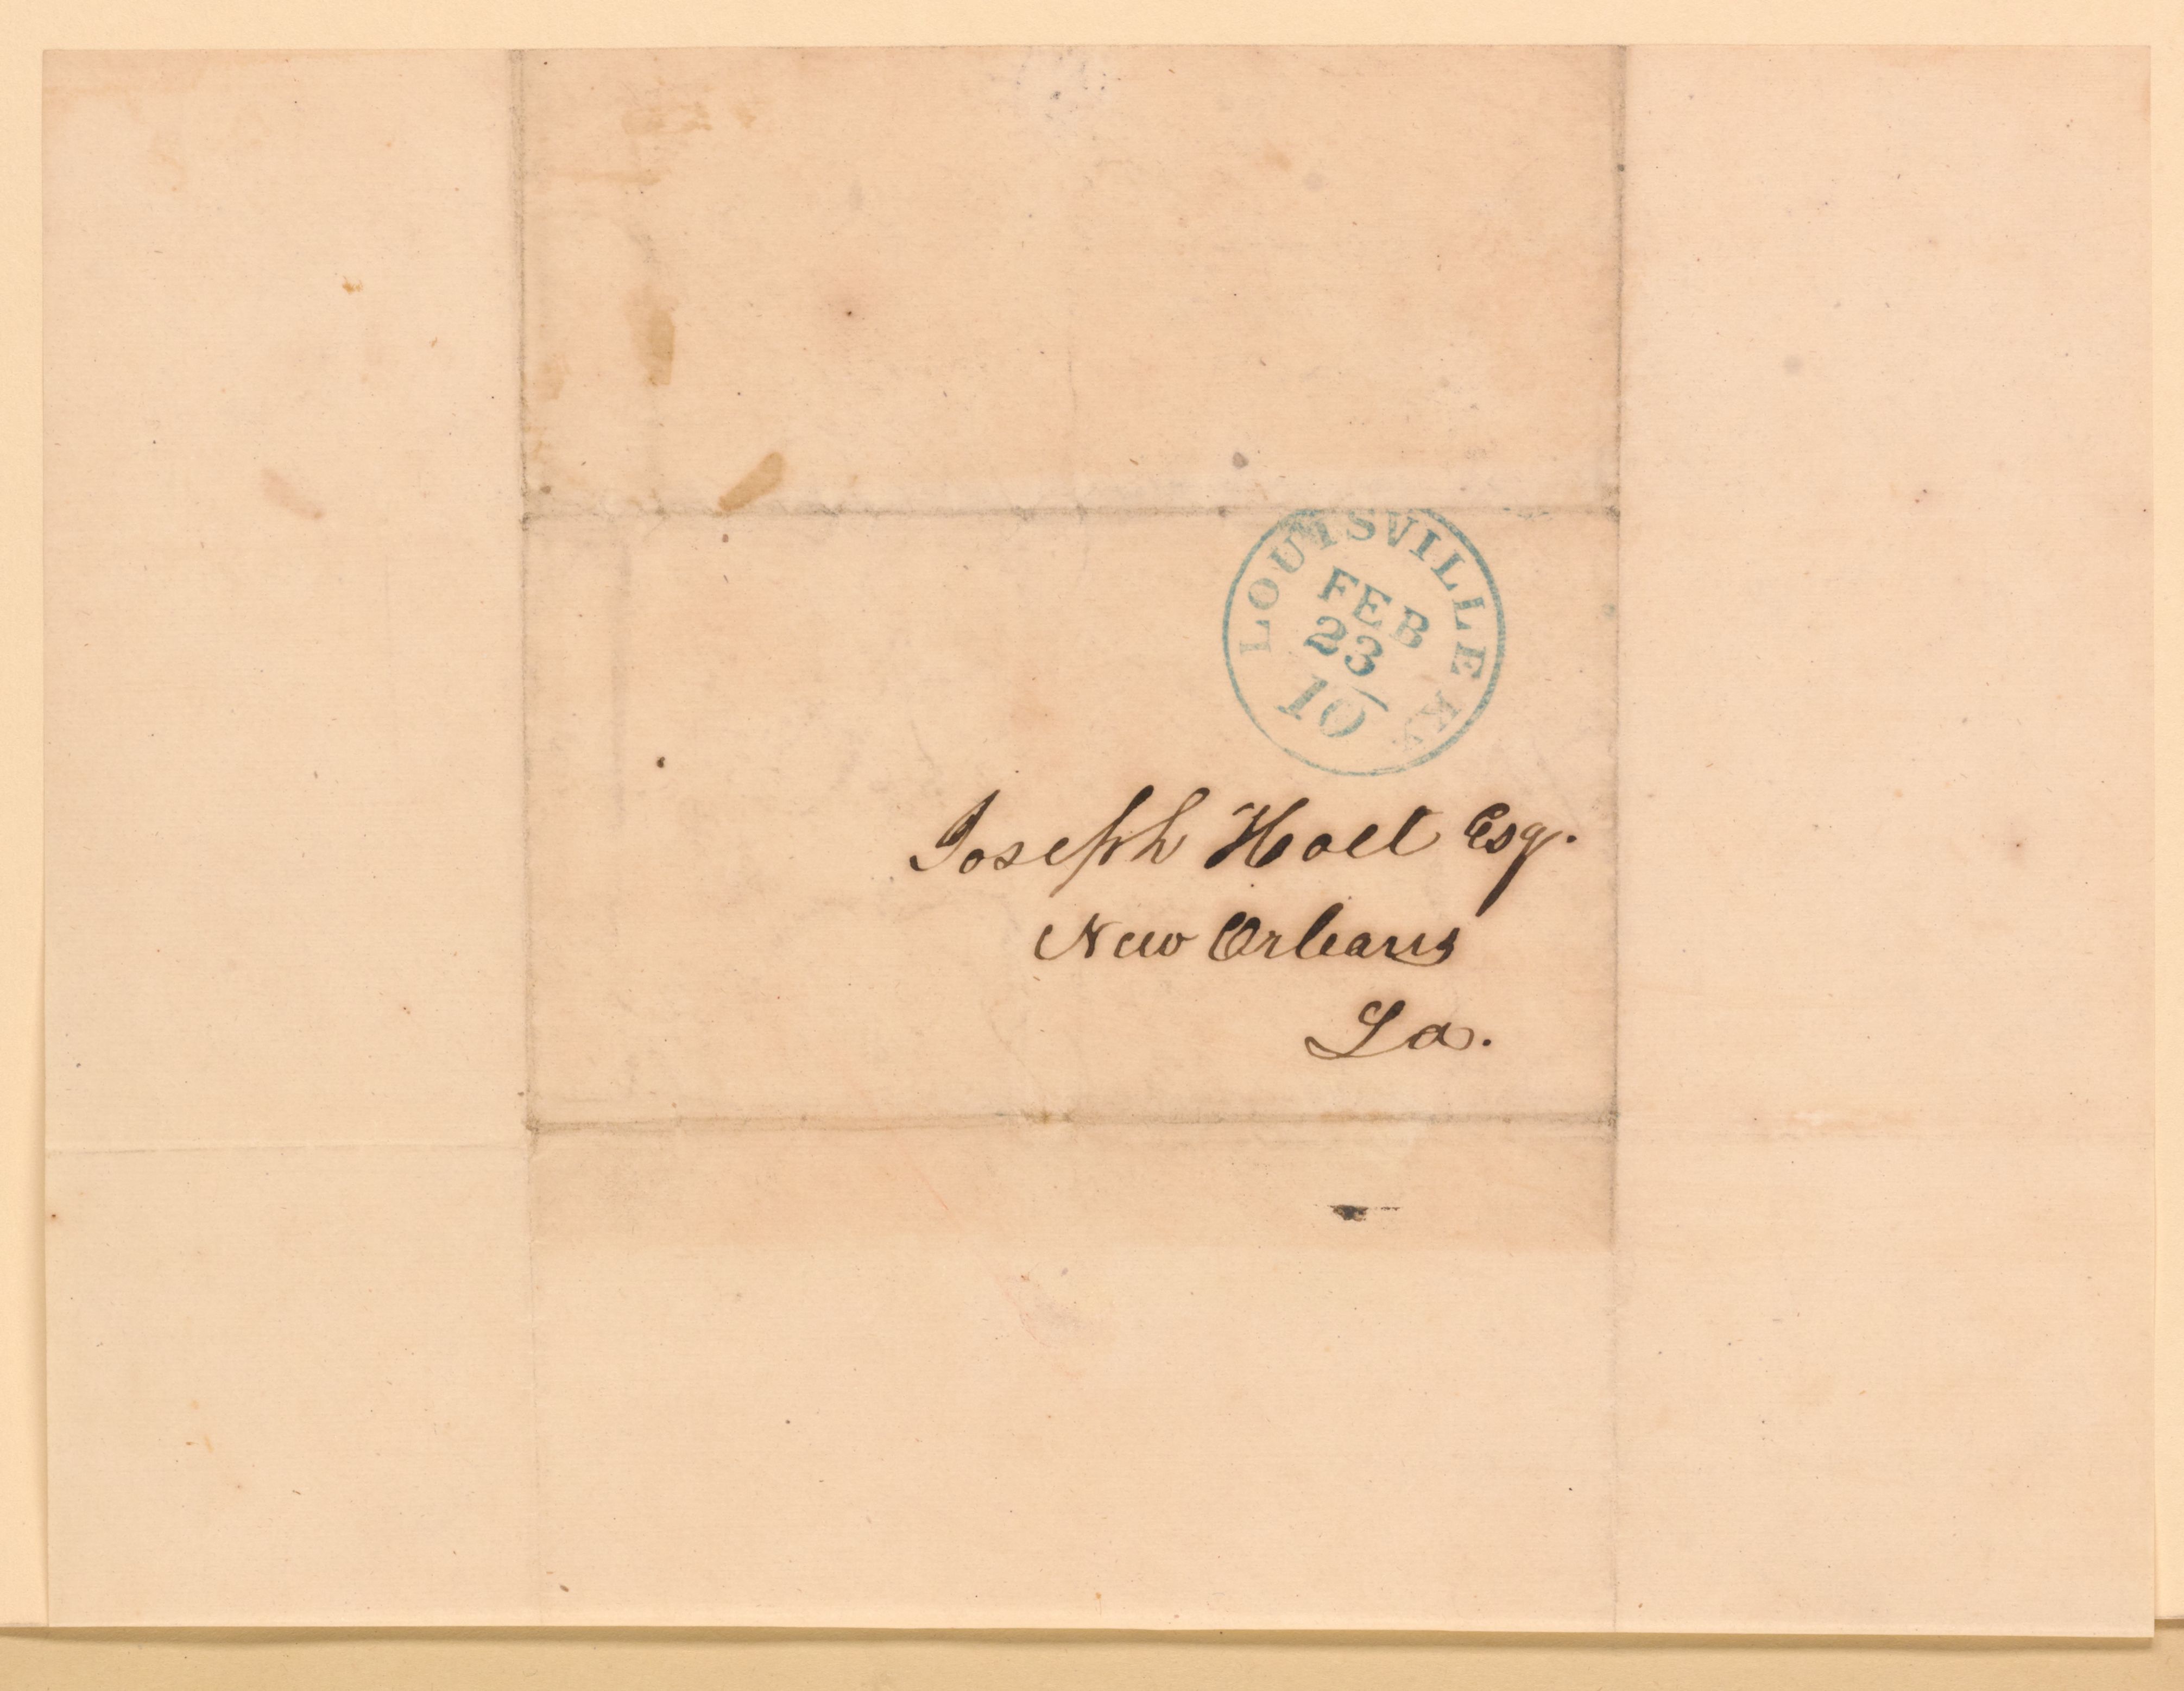 LOUISVILLE KY
FEB
23
10
Joseph Holt Esq.
New Orleans
La.